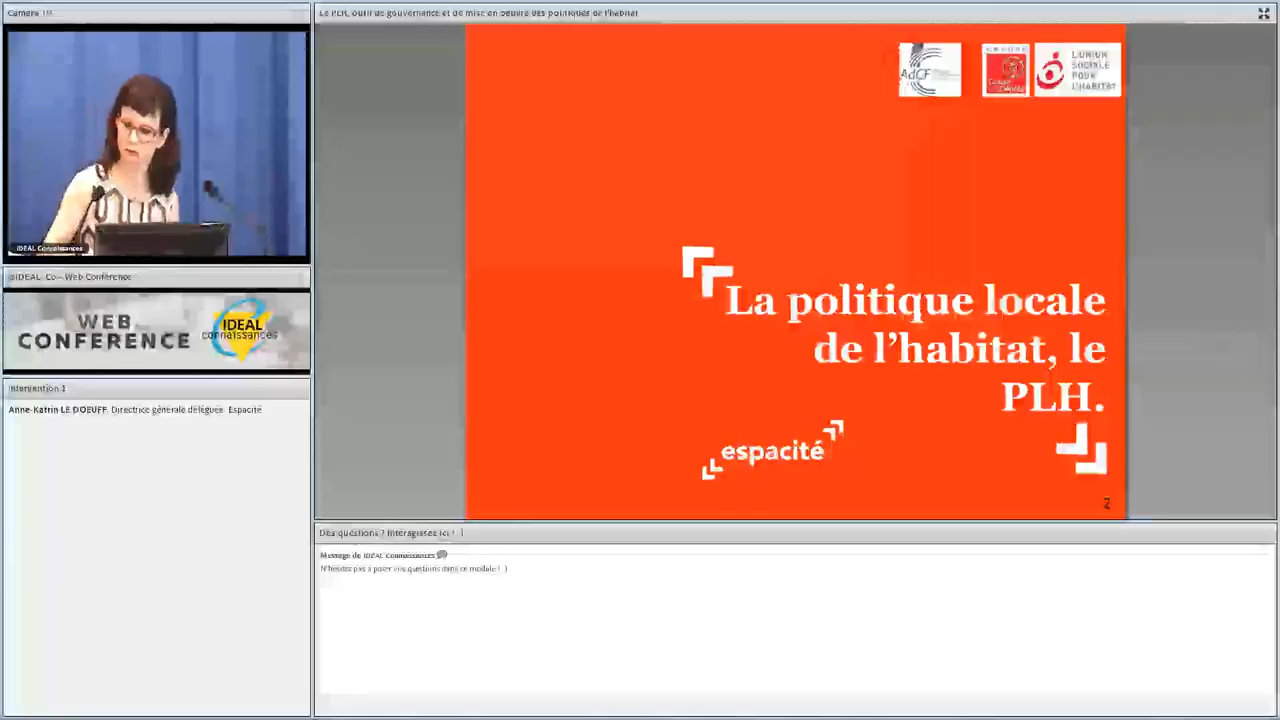 Caméra
Le PLH, outil de gouvernance et de mise en oeuvre des politiques de l'habitat
IDEAL Connaissances
@IDEAL_Co - Web Conférence
WEB
CONFERENCE
IDEAL
connaissances
Intervention 1
Anne-Katrin LE DOEUFF, Directrice générale déléguée, Espacité
AdCF
L'UNION
SOCIALE
POUR
L'HABITAT
La politique locale
de l'habitat, le
PLH.
espacité
2
Des questions ? Interagissez ici !
Message de IDEAL Connaissances
N'hésitez pas à poser vos questions dans ce module ! :)